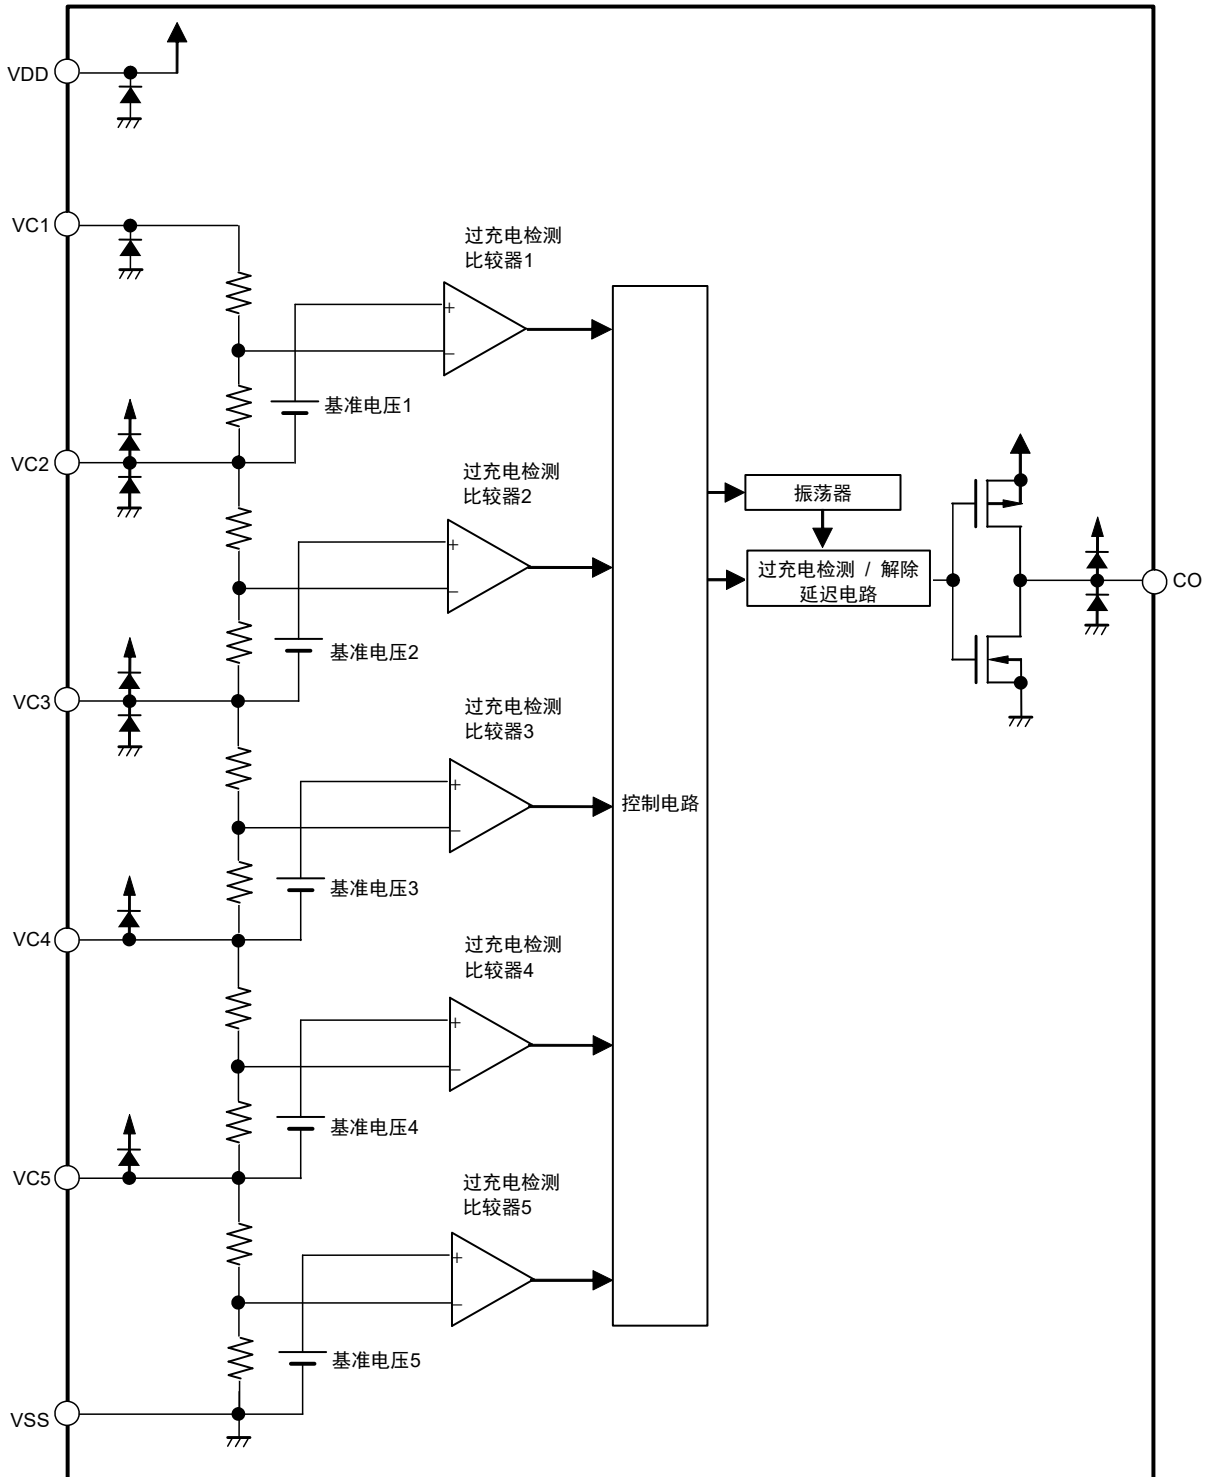 VDD
VC1
过充电检测
比较器1
+
−
基准电压1
VC2
过充电检测
比较器2
+
−
振荡器
过充电检测 / 解除
延迟电路
CO
基准电压2
VC3
过充电检测
比较器3
+
−
控制电路
基准电压3
VC4
过充电检测
比较器4
+
−
基准电压4
VC5
过充电检测
比较器5
+
−
基准电压5
VSS